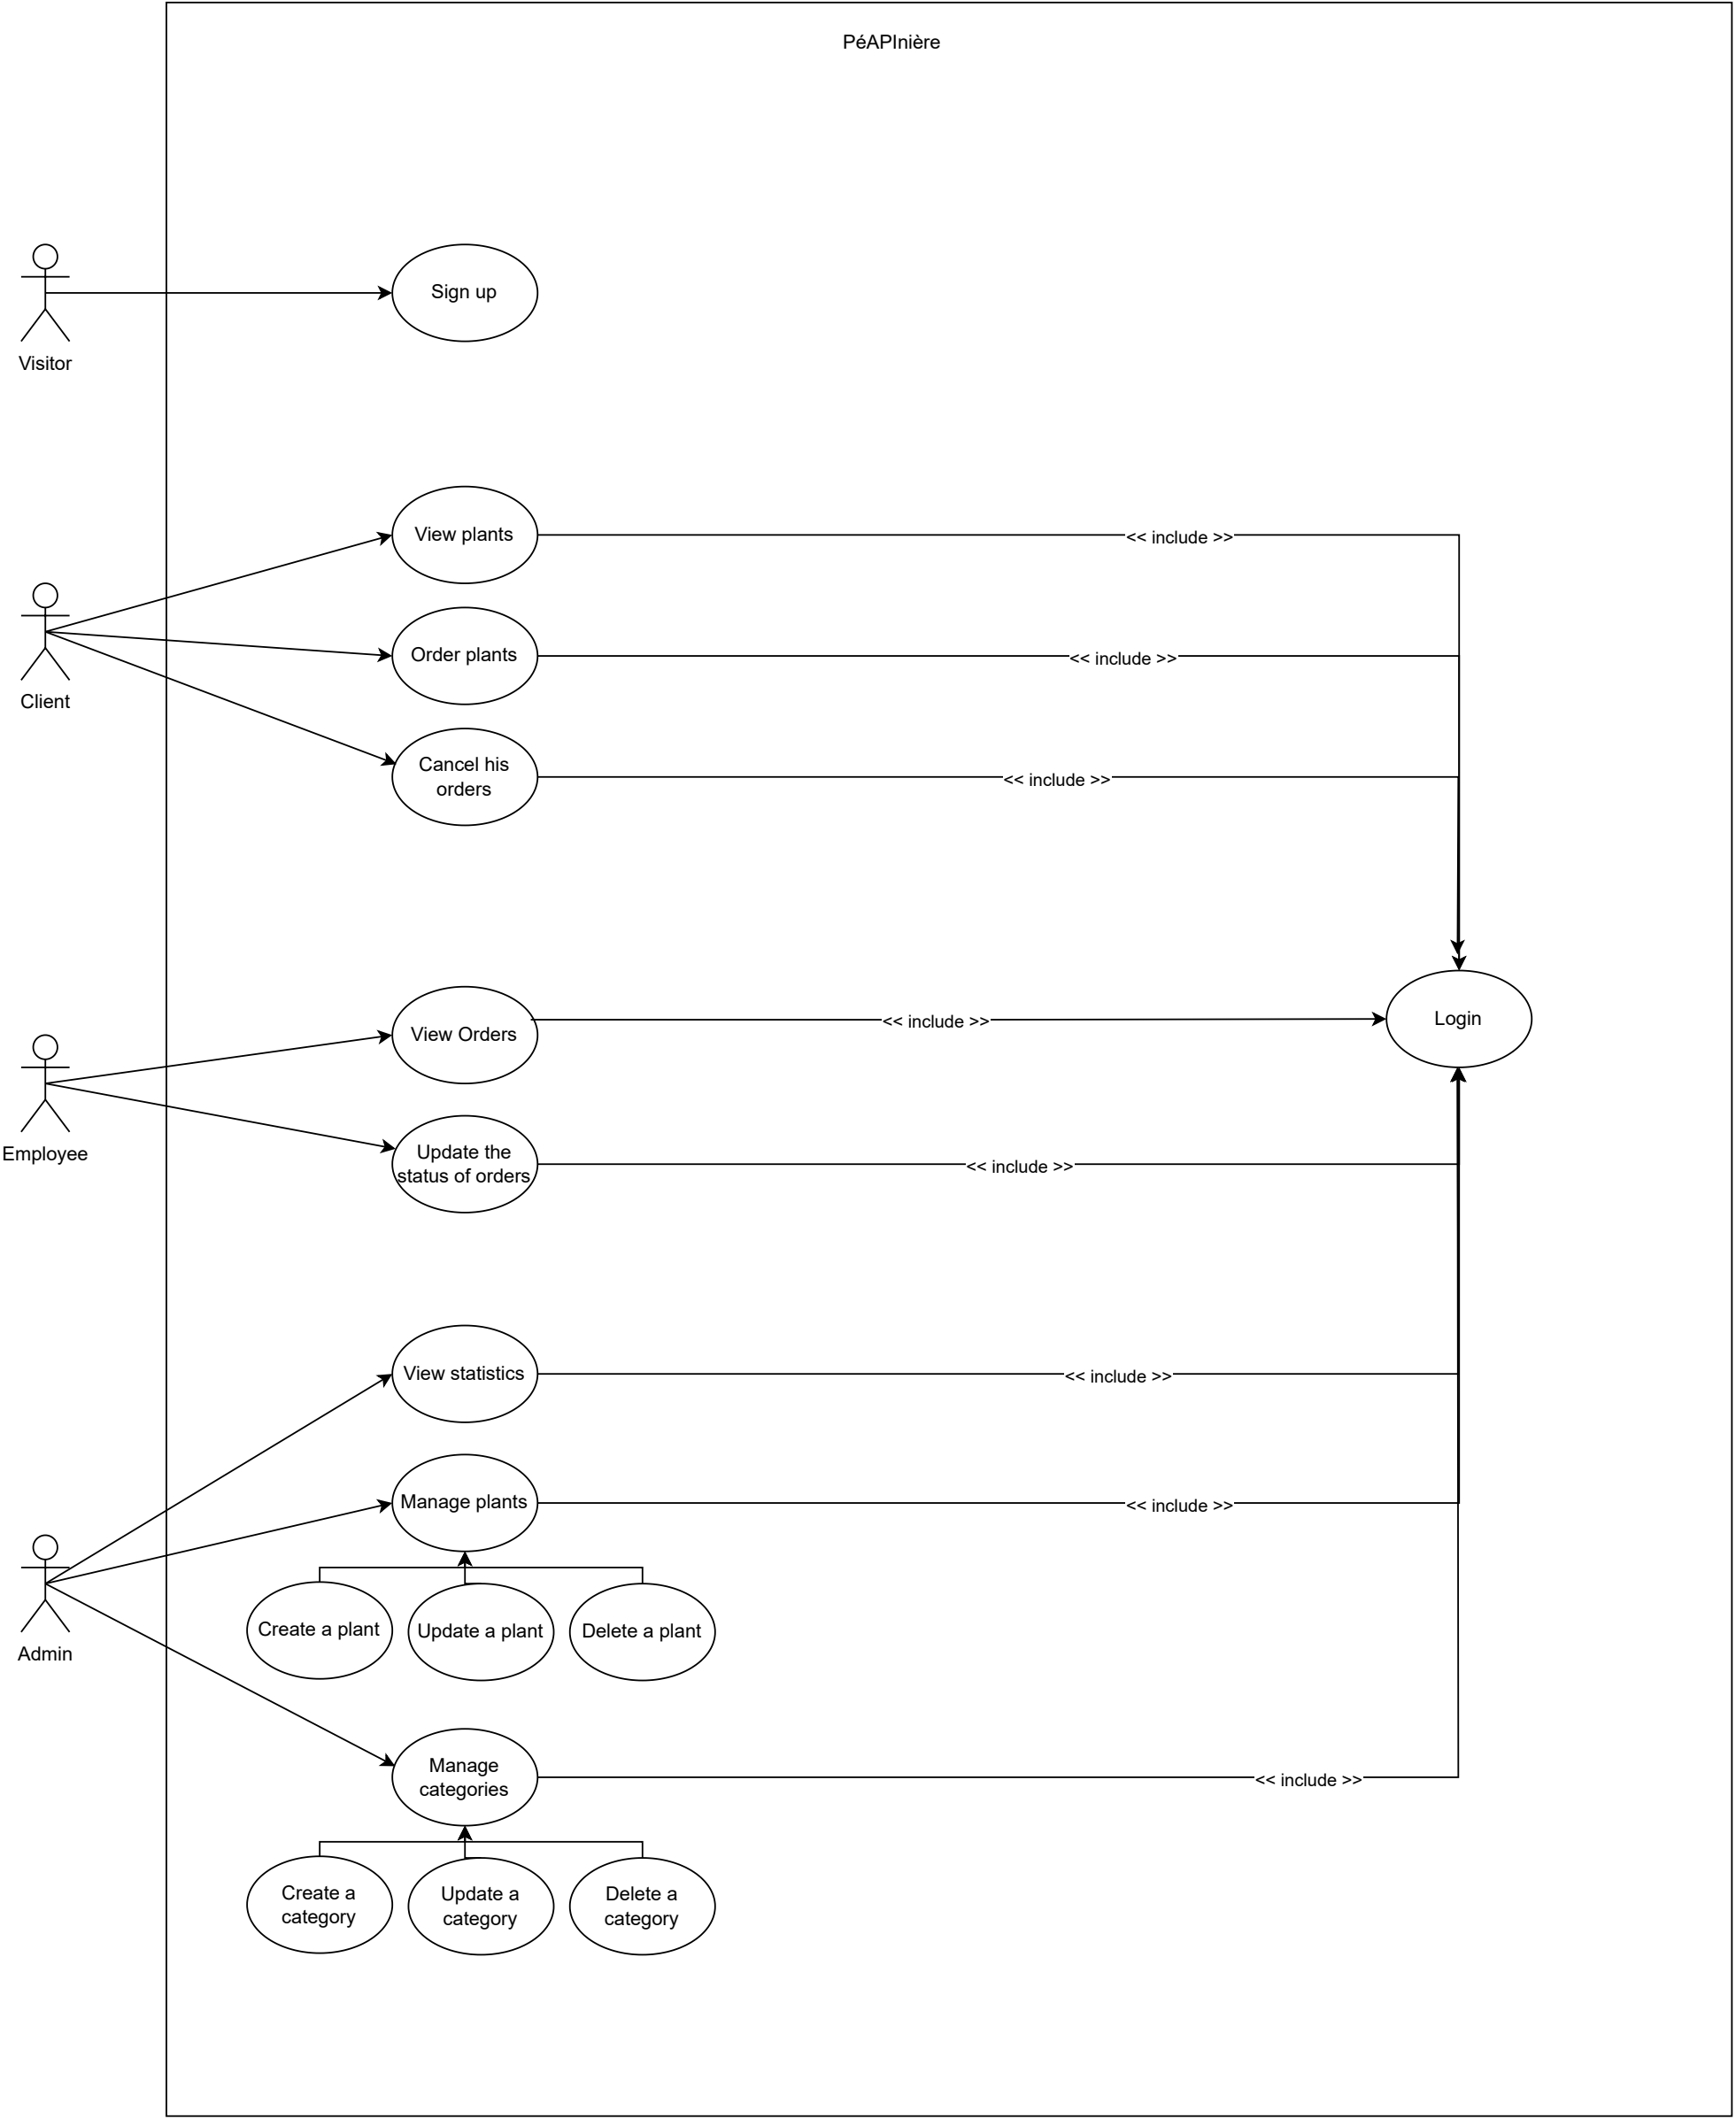 PéAPInière
Sign up
Visitor
View plants
<< include >>
Order plants
<< include >>
Client
Cancel his
orders
<< include >>
View Orders
<< include >>
Login
Employee
Update the
status of orders
<< include >>
View statistics
<< include >>
Manage plants
<< include >>
Create a plant
Update a plant
Delete a plant
Admin
Manage
categories
<< include >>
Create a
category
Update a
category
Delete a
category